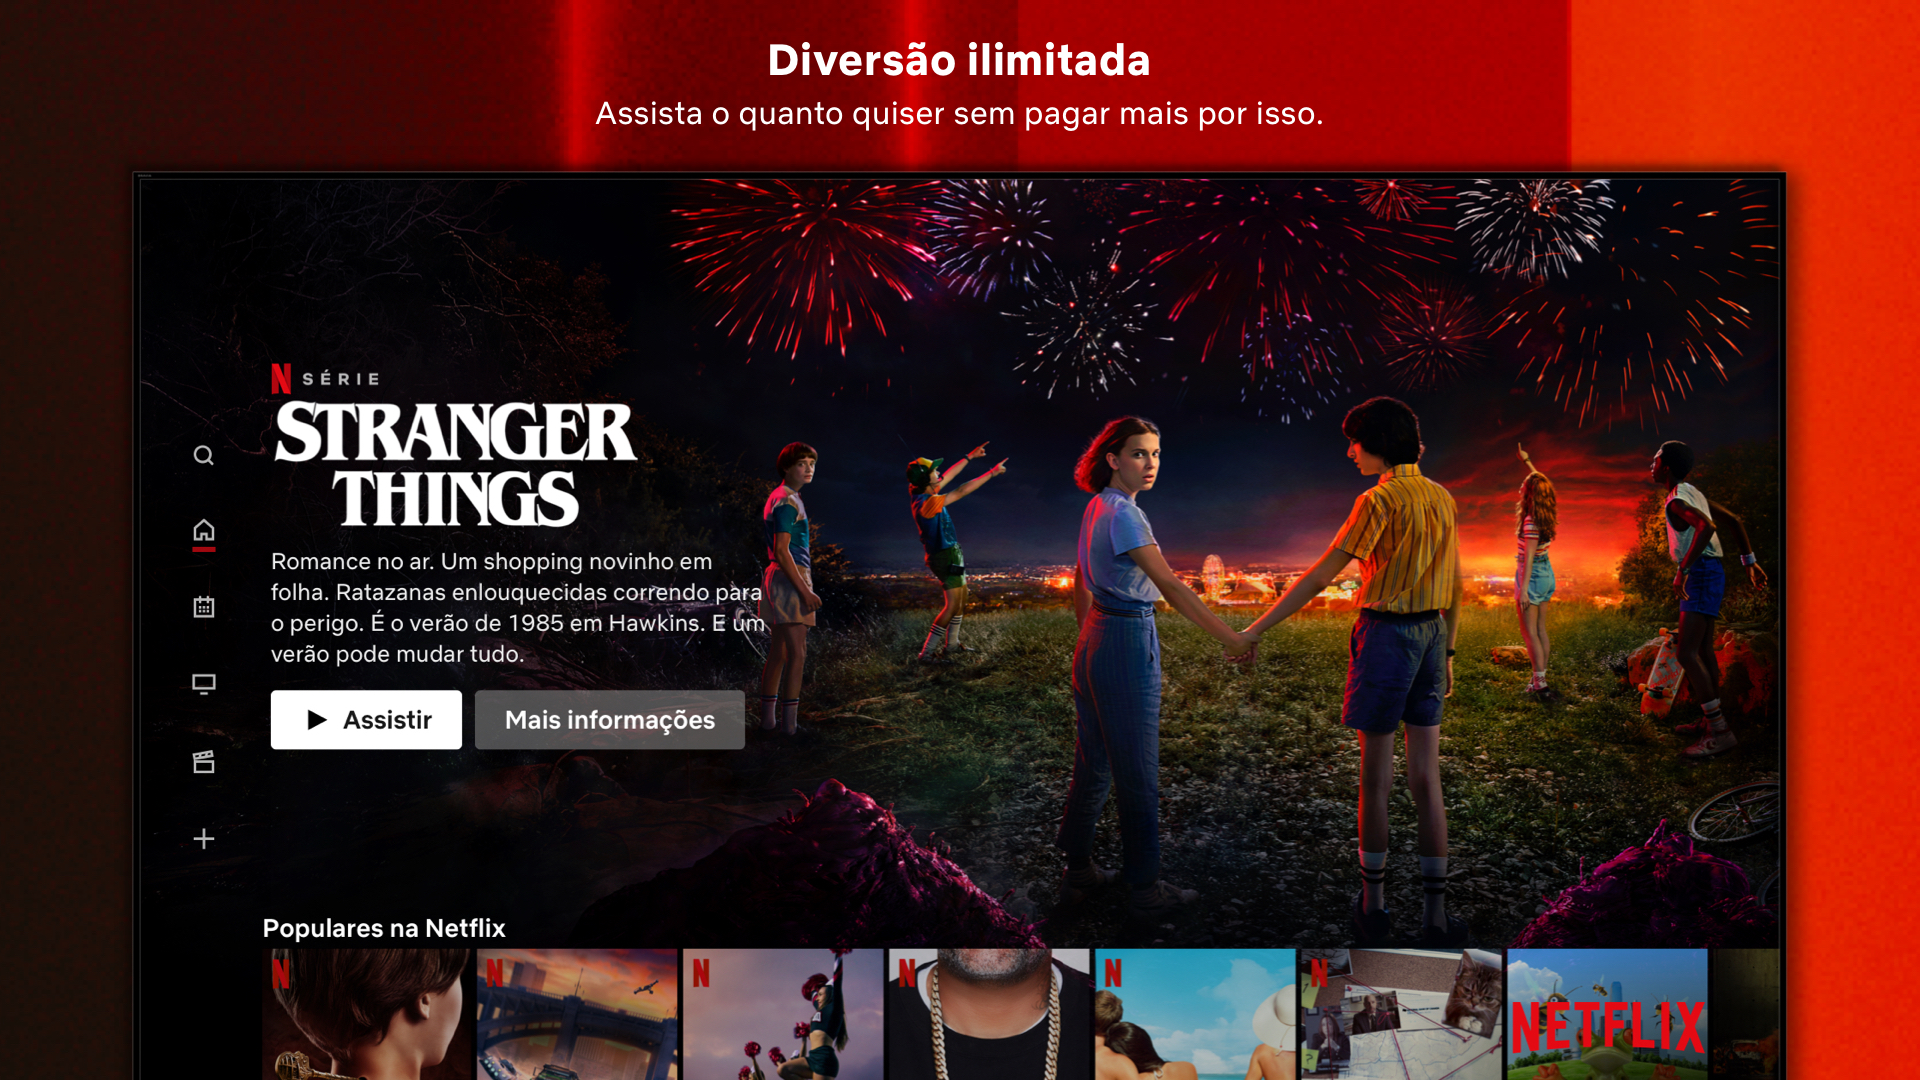 Diversão ilimitada
Assista o quanto quiser sem pagar mais por isso.
N SÉRIE
STRANGER
THINGS
Romance no ar. Um shopping novinho em
folha. Ratazanas enlouquecidas correndo para
o perigo. É o verão de 1985 em Hawkins. E um
verão pode mudar tudo.
Assistir
Mais informações
Populares na Netflix
N
N
N
N
N
N
NETFLIX